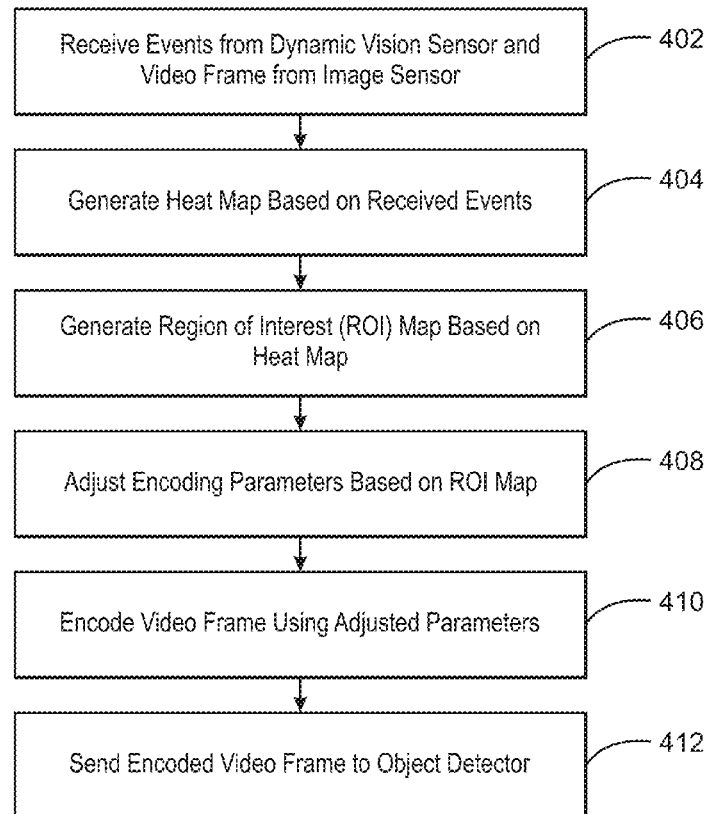 Receive Events from Dynamic Vision Sensor and
Video Frame from Image Sensor
402
Generate Heat Map Based on Received Events
404
Generate Region of Interest (ROI) Map Based on
Heat Map
406
Adjust Encoding Parameters Based on ROI Map
408
Encode Video Frame Using Adjusted Parameters
410
Send Encoded Video Frame to Object Detector
412